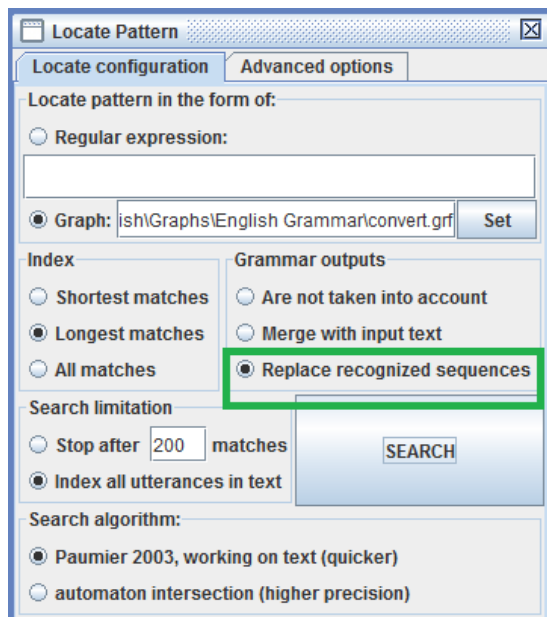 Locate Pattern
Locate configuration Advanced options
Locate pattern in the form of:
Regular expression:
Graph: ish\Graphs\English Grammar\convert.grf Set
Index
Shortest matches
Longest matches
All matches
Grammar outputs
Are not taken into account
Merge with input text
Replace recognized sequences
Search limitation
Stop after 200 matches
Index all utterances in text
SEARCH
Search algorithm:
Paumier 2003, working on text (quicker)
automaton intersection (higher precision)